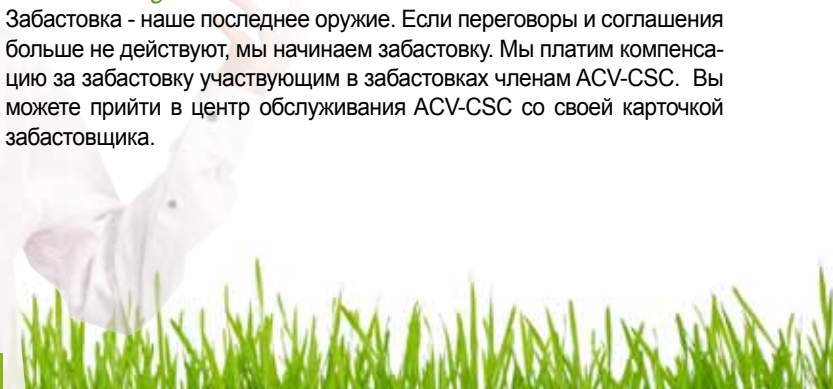 Забастовка - наше последнее оружие. Если переговоры и соглашения
больше не действуют, мы начинаем забастовку. Мы платим компенса-
цию за забастовку участвующим в забастовках членам ACV-CSC. Вы
можете прийти в центр обслуживания ACV-CSC со своей карточкой
забастовщика.